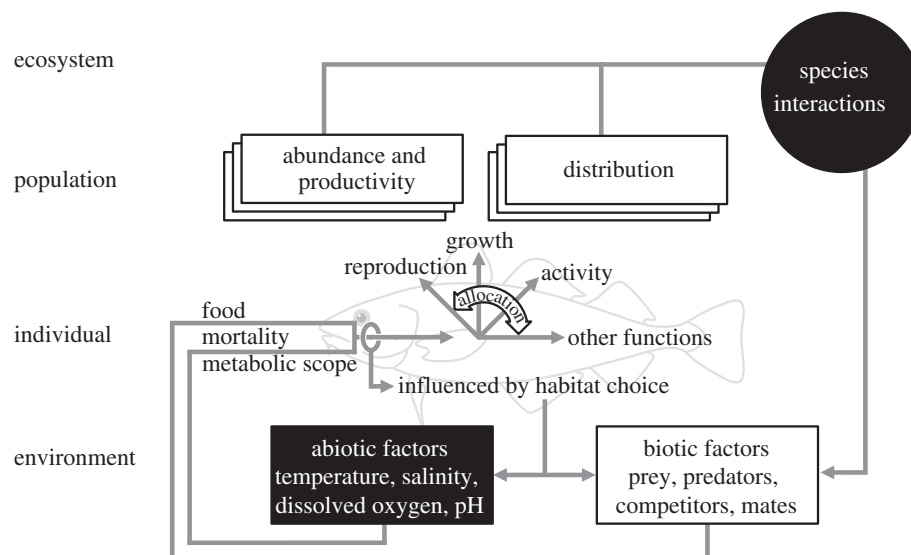 ecosystem
species
interactions
population
abundance and
productivity
distribution
growth
reproduction
activity
allocation
individual
food
mortality
metabolic scope
other functions
influenced by habitat choice
environment
abiotic factors
temperature, salinity,
dissolved oxygen, pH
biotic factors
prey, predators,
competitors, mates